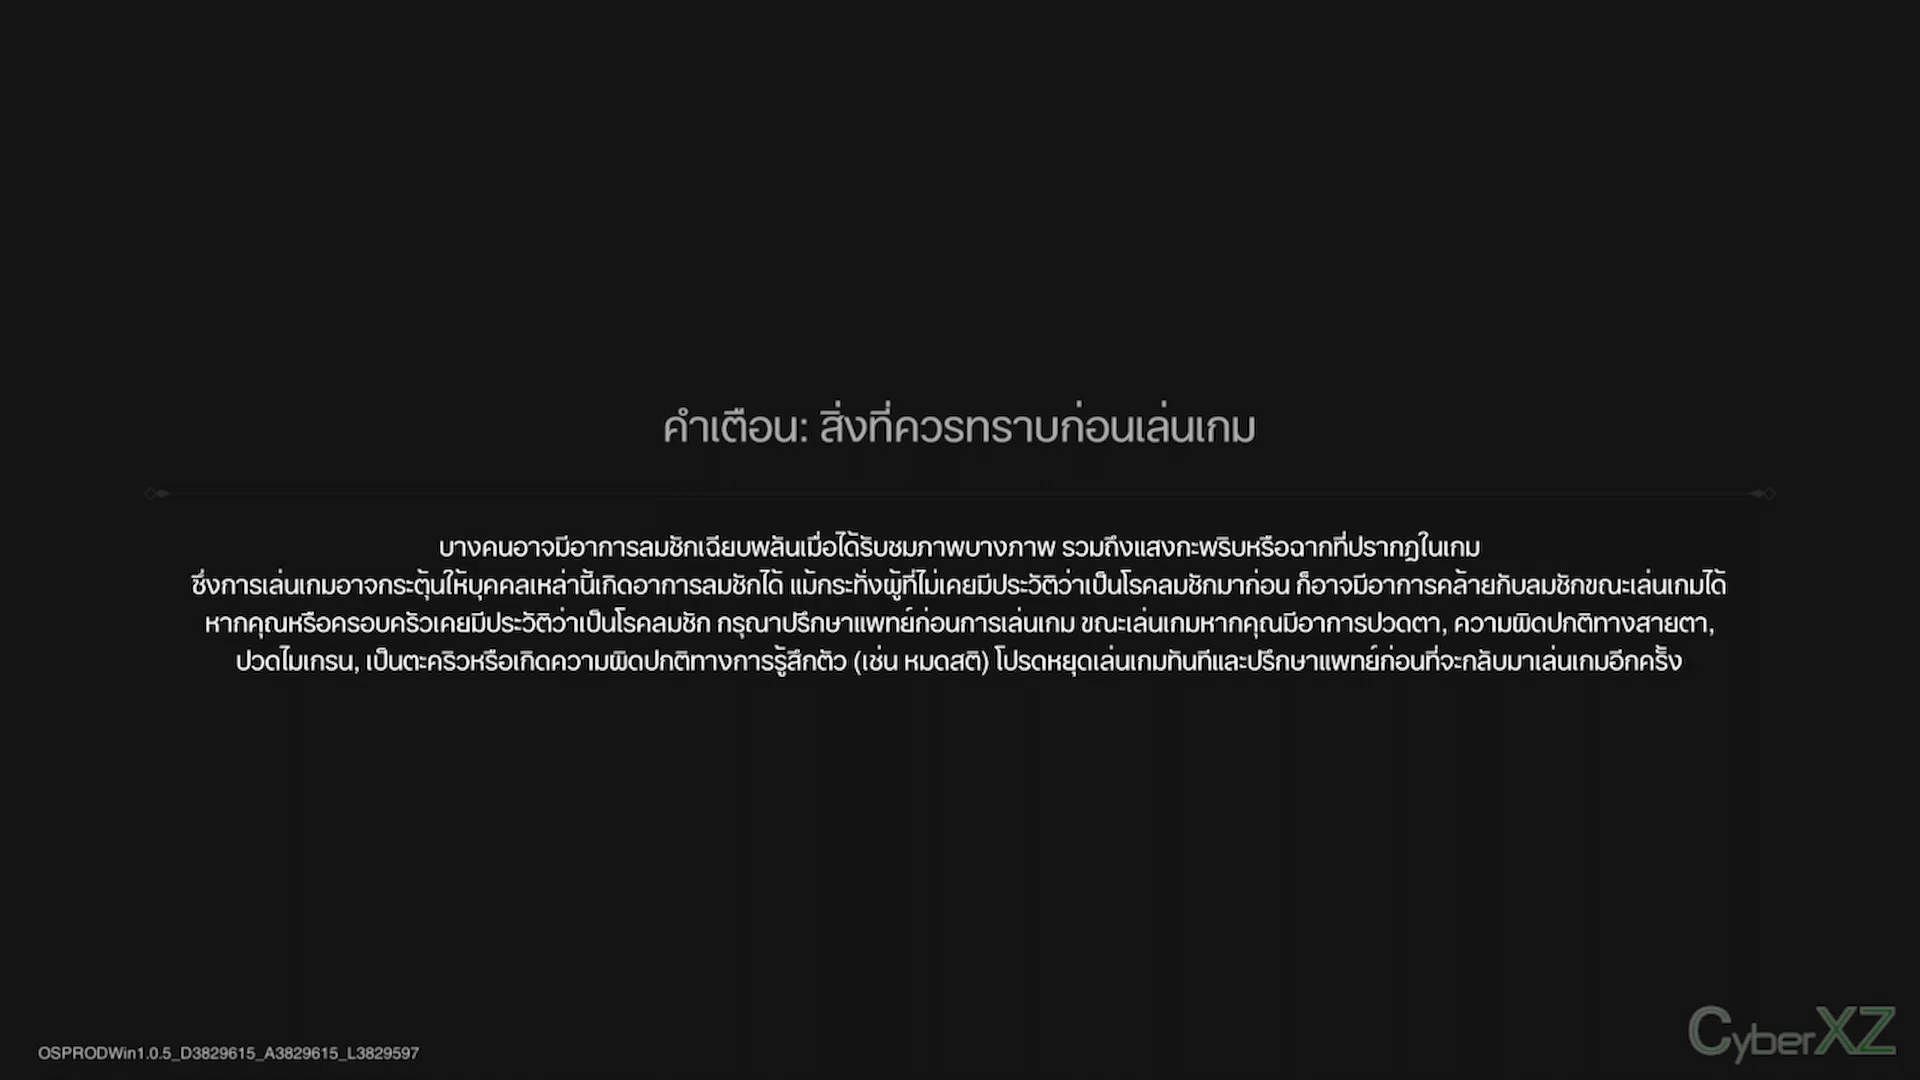 คำเตือน: สิ่งที่ควรทราบก่อนเล่นเกม
บางคนอาจมีอาการลมชักเฉียบพลันเมื่อได้รับชมภาพบางภาพ รวมถึงแสงกะพริบหรือฉากที่ปรากฏในเกม
ซึ่งการเล่นเกมอาจกระตุ้นให้บุคคลเหล่านี้เกิดอาการลมชักได้ แม้กระทั่งผู้ที่ไม่เคยมีประวัติว่าเป็นโรคลมชักมาก่อน ก็อาจมีอาการคล้ายกับลมชักขณะเล่นเกมได้
หากคุณหรือครอบครัวเคยมีประวัติว่าเป็นโรคลมชัก กรุณาปรึกษาแพทย์ก่อนการเล่นเกม ขณะเล่นเกมหากคุณมีอาการปวดตา, ความผิดปกติทางสายตา,
ปวดไมเกรน, เป็นตะคริวหรือเกิดความผิดปกติทางการรู้สึกตัว (เช่น หมดสติ) โปรดหยุดเล่นเกมทันทีและปรึกษาแพทย์ก่อนที่จะกลับมาเล่นเกมอีกครั้ง
OSPRODWin1.0.5_D3829615_A3829615_L3829597
CyberXZ